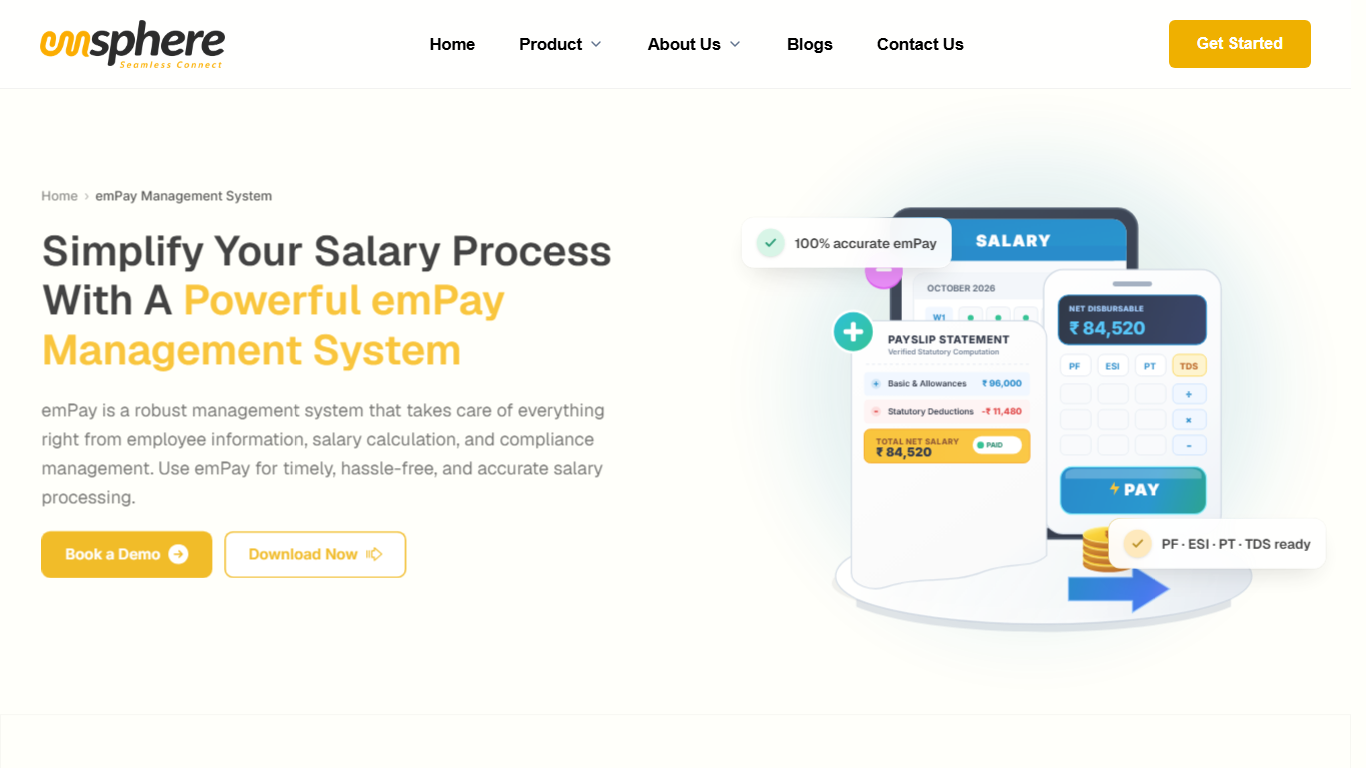 emsphere
Seamless Connect
Home
Product
About Us
Blogs
Contact Us
Get Started
Home › emPay Management System
Simplify Your Salary Process
With A Powerful emPay
Management System
emPay is a robust management system that takes care of everything
right from employee information, salary calculation, and compliance
management. Use emPay for timely, hassle-free, and accurate salary
processing.
Book a Demo
Download Now
100% accurate emPay
SALARY
OCTOBER 2026
W1
PAYSLIP STATEMENT
Verified Statutory Computation
+ Basic & Allowances ₹ 96,000
- Statutory Deductions -₹ 11,480
TOTAL NET SALARY
₹ 84,520
PAID
NET DISBURSABLE
₹ 84,520
PF ESI PT TDS
+
×
-
PAY
PF · ESI · PT · TDS ready